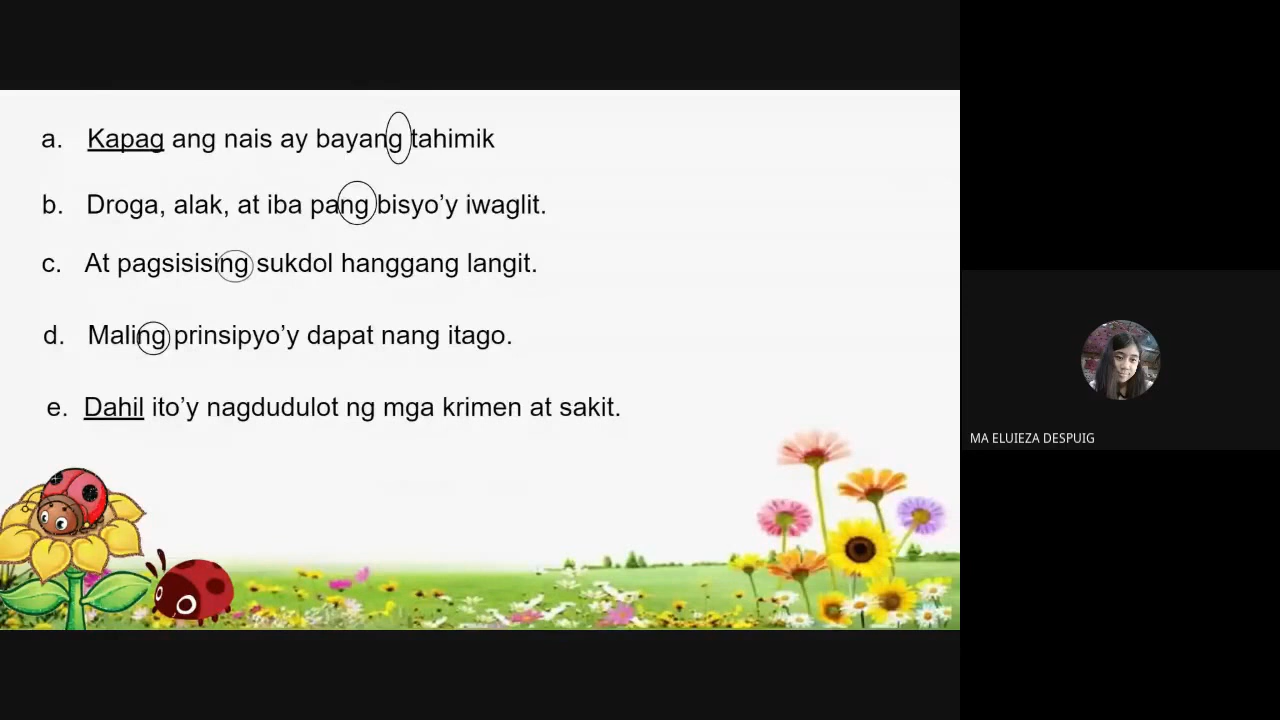 a. Kapag ang nais ay bayang tahimik
b. Droga, alak, at iba pang bisyo’y iwaglit.
c. At pagsisising sukdol hanggang langit.
d. Maling prinsipyo’y dapat nang itago.
e. Dahil ito’y nagdudulot ng mga krimen at sakit.
MA ELUIEZA DESPUIG